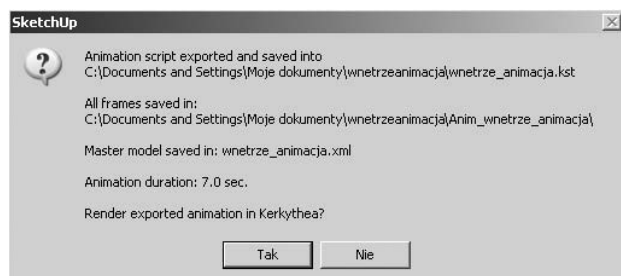 SketchUp
Animation script exported and saved into
C:\Documents and Settings\Moje dokumenty\wnetrzeanimacja\wnetrze_animacja.kst
All frames saved in:
C:\Documents and Settings\Moje dokumenty\wnetrzeanimacja\Anim_wnetrze_animacja\
Master model saved in: wnetrze_animacja.xml
Animation duration: 7.0 sec.
Render exported animation in Kerkythea?
Tak
Nie